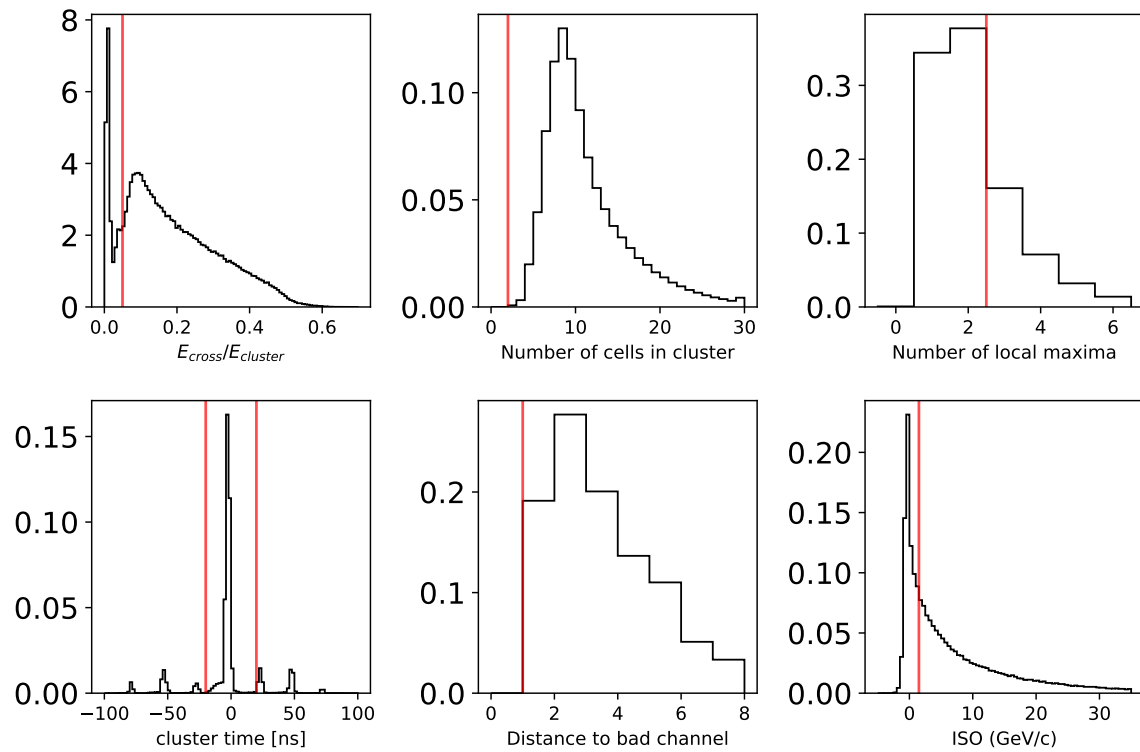 8
6
4
2
0
0.0 0.2 0.4 0.6
E_cross/E_cluster
0.10
0.05
0.00
0 10 20 30
Number of cells in cluster
0.3
0.2
0.1
0.0
0 2 4 6
Number of local maxima
0.15
0.10
0.05
0.00
−100 −50 0 50 100
cluster time [ns]
0.2
0.1
0.0
0 2 4 6 8
Distance to bad channel
0.20
0.15
0.10
0.05
0.00
0 10 20 30
ISO (GeV/c)